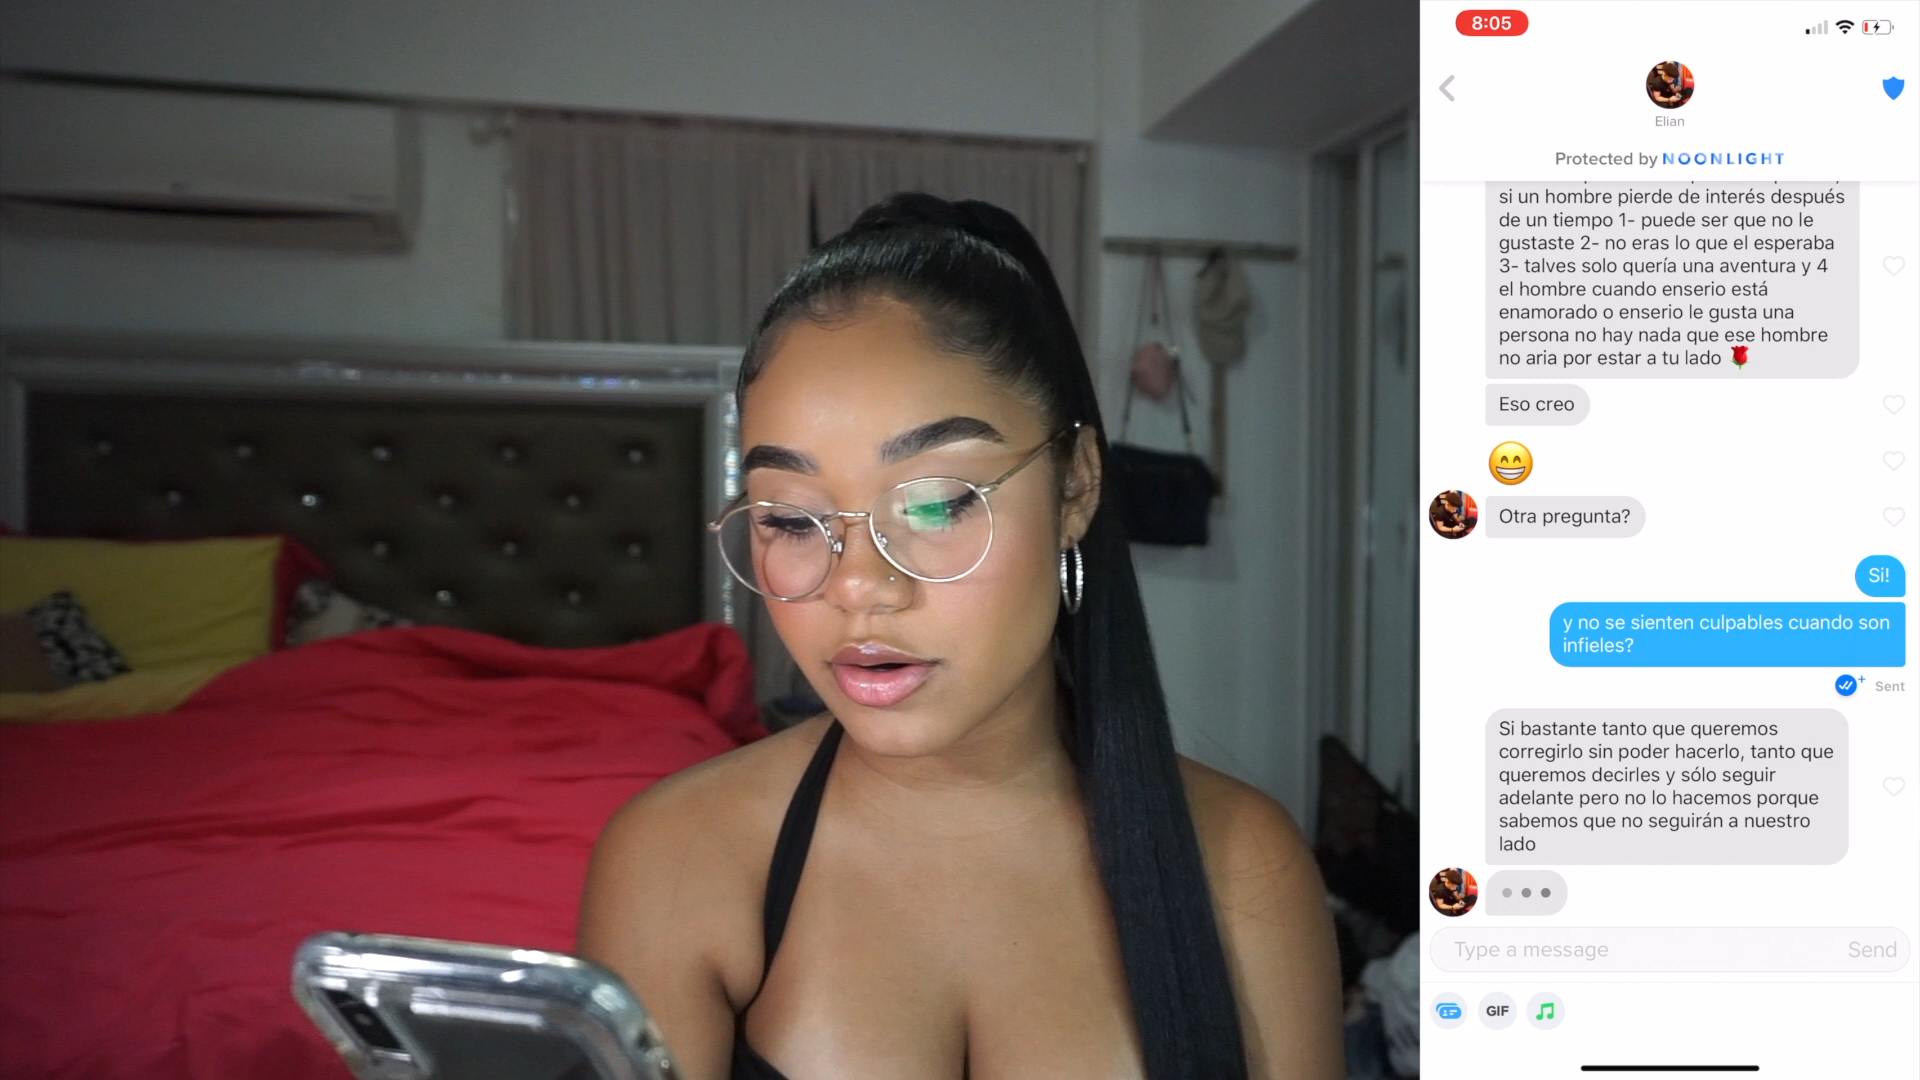 8:05
Elian
Protected by NOONLIGHT
si un hombre pierde de interés después
de un tiempo 1- puede ser que no le
gustaste 2- no eras lo que el esperaba
3- talves solo quería una aventura y 4
el hombre cuando enserio está
enamorado o enserio le gusta una
persona no hay nada que ese hombre
no aria por estar a tu lado 🌹
Eso creo
😁
Otra pregunta?
Si!
y no se sienten culpables cuando son
infieles?
Sent
Si bastante tanto que queremos
corregirlo sin poder hacerlo, tanto que
queremos decirles y sólo seguir
adelante pero no lo hacemos porque
sabemos que no seguirán a nuestro
lado
Type a message
Send
GIF